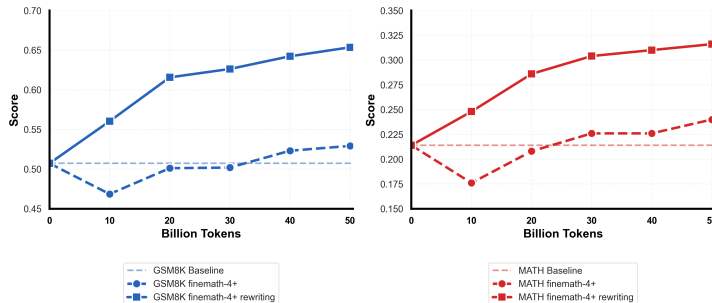 0.70
0.65
0.60
0.55
0.50
0.45
Score
0 10 20 30 40 50
Billion Tokens
GSM8K Baseline
GSM8K finemath-4+
GSM8K finemath-4+ rewriting
0.350
0.325
0.300
0.275
0.250
0.225
0.200
0.175
0.150
Score
0 10 20 30 40 50
Billion Tokens
MATH Baseline
MATH finemath-4+
MATH finemath-4+ rewriting